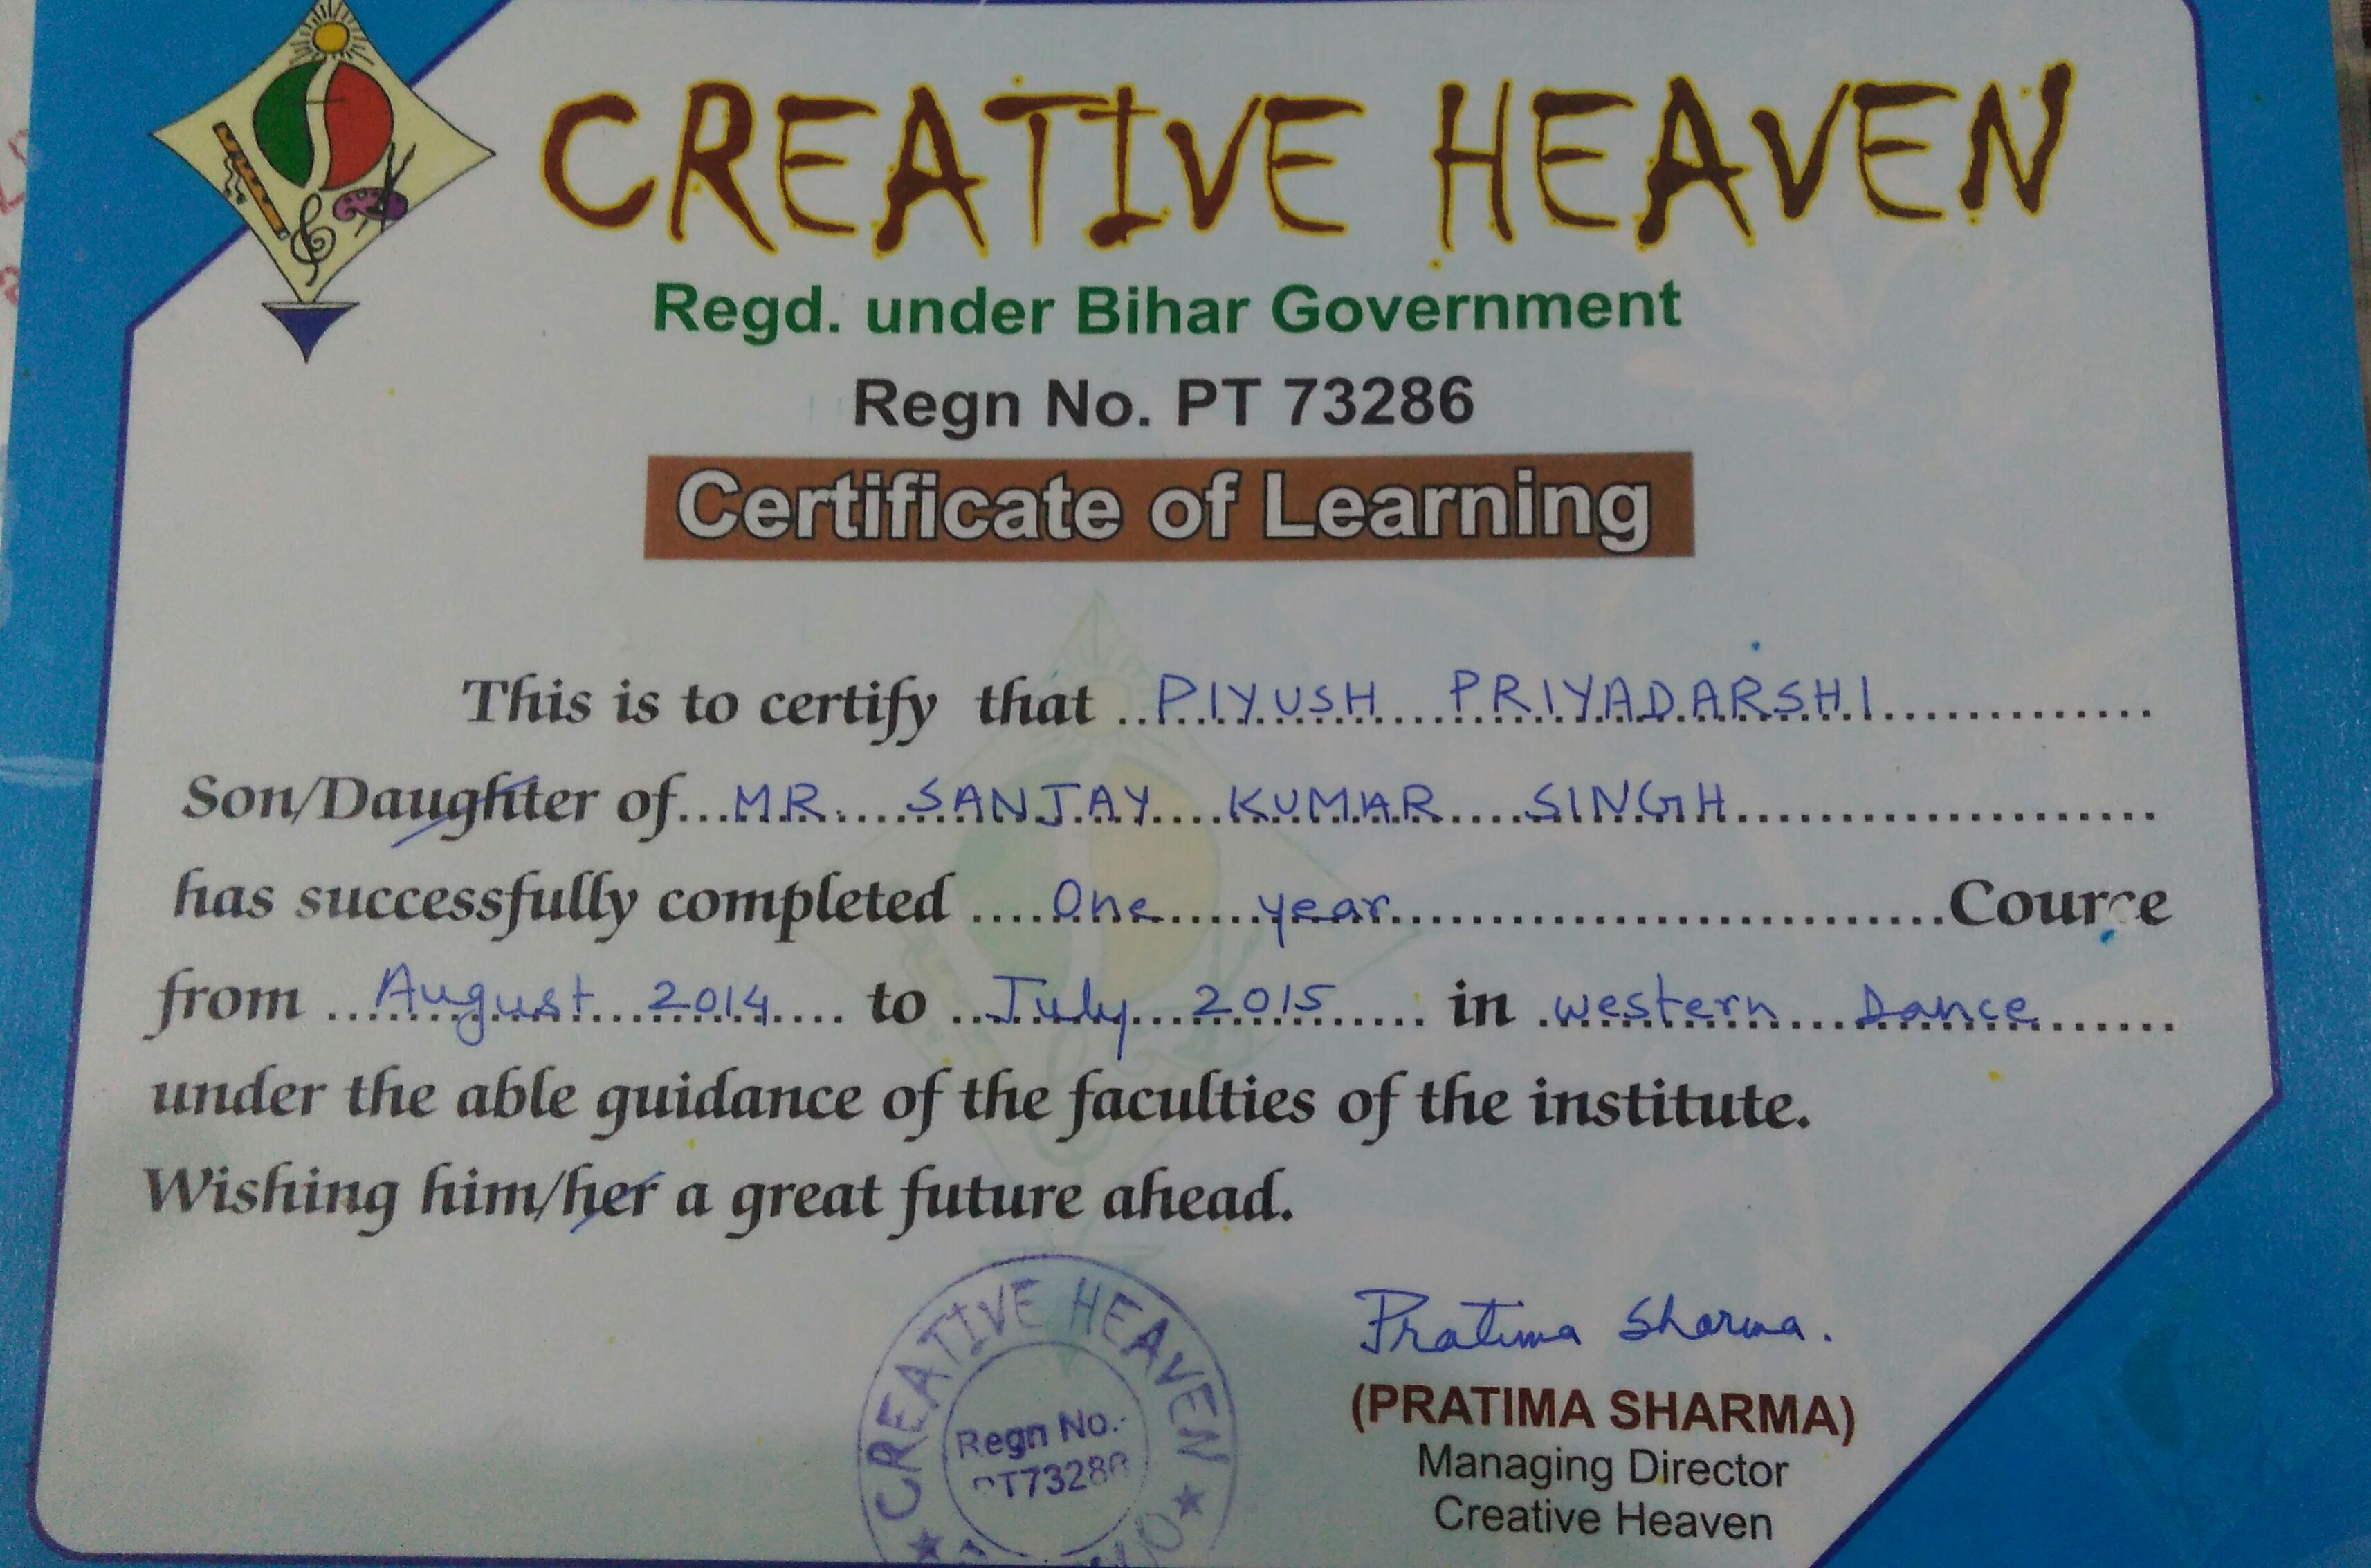 CREATIVE HEAVEN
Regd. under Bihar Government
Regn No. PT 73286
Certificate of Learning
This is to certify that ..PIYUSH PRIYADARSHI..............
Son/Daughter of...MR. SANJAY KUMAR SINGH.....................
has successfully completed ....One year..............................Cource
from ...August 2014.... to ..July 2015..... in .western Dance.......
under the able guidance of the faculties of the institute.
Wishing him/her a great future ahead.
CREATIVE HEAVEN
Regn No.
PT73286
Pratima Sharma.
(PRATIMA SHARMA)
Managing Director
Creative Heaven